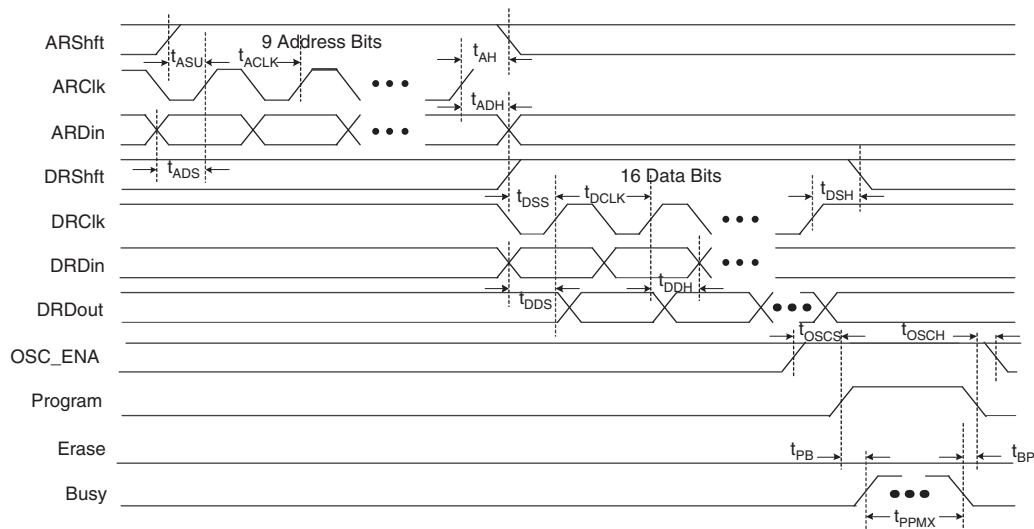 ARShft
9 Address Bits
tASU
tACLK
tAH
ARClk
tADH
ARDin
tADS
DRShft
16 Data Bits
tDSS
tDCLK
tDSH
DRClk
DRDin
tDDS
tDDH
DRDout
tOSCS
tOSCH
OSC_ENA
Program
Erase
tPB
tBP
Busy
tPPMX